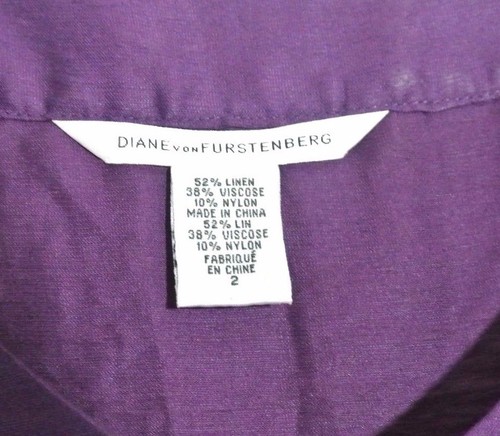 DIANE VON FURSTENBERG
52% LINEN
38% VISCOSE
10% NYLON
MADE IN CHINA
52% LIN
38% VISCOSE
10% NYLON
FABRIQUÉ
EN CHINE
2